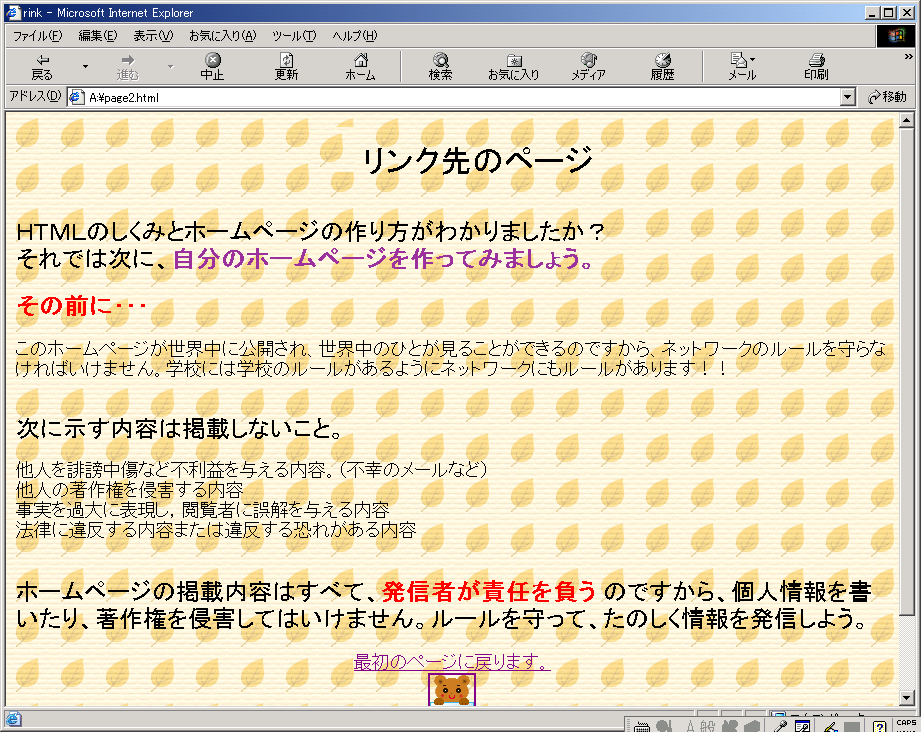 rink - Microsoft Internet Explorer
ファイル(F) 編集(E) 表示(V) お気に入り(A) ツール(T) ヘルプ(H)
戻る 進む 中止 更新 ホーム 検索 お気に入り メディア 履歴 メール 印刷
アドレス(D) A:¥page2.html 移動
リンク先のページ
HTMLのしくみとホームページの作り方がわかりましたか？
それでは次に、自分のホームページを作ってみましょう。
その前に・・・
このホームページが世界中に公開され、世界中のひとが見ることができるのですから、ネットワークのルールを守らな
ければいけません。学校には学校のルールがあるようにネットワークにもルールがあります！！
次に示す内容は掲載しないこと。
他人を誹謗中傷など不利益を与える内容。（不幸のメールなど）
他人の著作権を侵害する内容
事実を過大に表現し，閲覧者に誤解を与える内容
法律に違反する内容または違反する恐れがある内容
ホームページの掲載内容はすべて、発信者が責任を負う のですから、個人情報を書
いたり、著作権を侵害してはいけません。ルールを守って、たのしく情報を発信しよう。
最初のページに戻ります。
A 般 CAPS